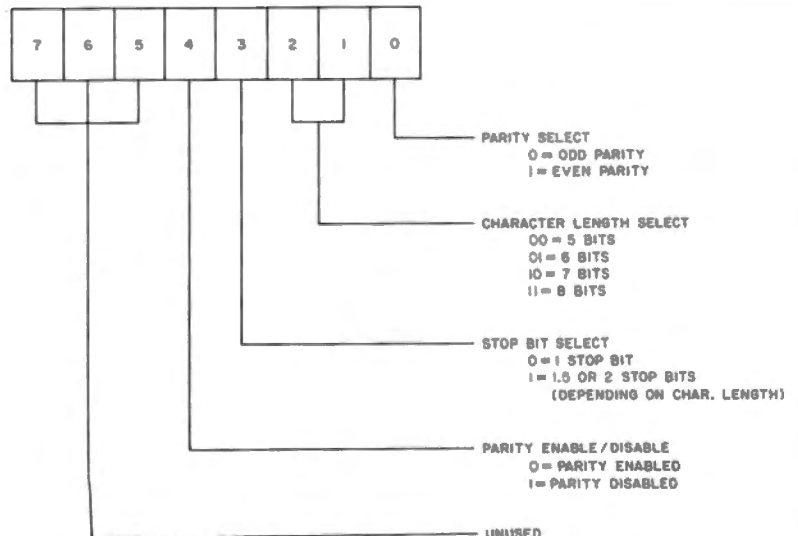 7 6 5 4 3 2 1 0
PARITY SELECT
0 = ODD PARITY
1 = EVEN PARITY
CHARACTER LENGTH SELECT
00 = 5 BITS
01 = 6 BITS
10 = 7 BITS
11 = 8 BITS
STOP BIT SELECT
0 = 1 STOP BIT
1 = 1.5 OR 2 STOP BITS
(DEPENDING ON CHAR. LENGTH)
PARITY ENABLE/DISABLE
0 = PARITY ENABLED
1 = PARITY DISABLED
UNUSED